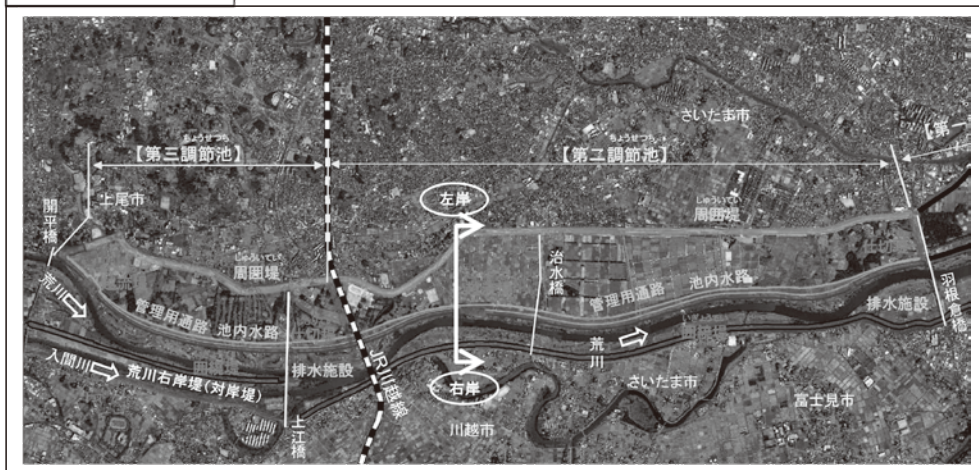 ちょうせつち
【第三調節池】
ちょうせつち
【第二調節池】
【第一
さいたま市
上尾市
開平橋
左岸
じゅういてい
周囲堤
じゅういてい
周囲堤
治水橋
荒川
管理用通路
池内水路
管理用通路
池内水路
羽根倉橋
排水施設
荒川
入間川
荒川右岸堤(対岸堤)
排水施設
JR川越線
右岸
さいたま市
富士見市
川越市
上江橋